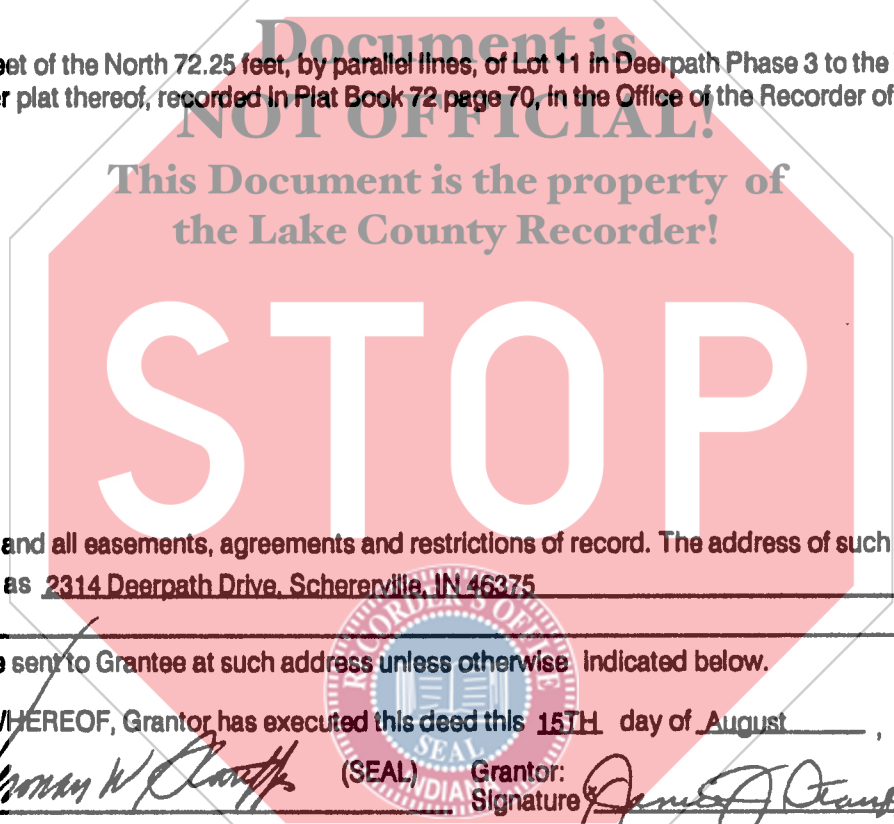 Document is
eet of the North 72.25 feet, by parallel lines, of Lot 11 in Deerpath Phase 3 to the
r plat thereof, recorded in Plat Book 72 page 70, in the Office of the Recorder of
NOT OFFICIAL!
This Document is the property of
the Lake County Recorder!
STOP
and all easements, agreements and restrictions of record. The address of such
as 2314 Deerpath Drive, Schererville, IN 46375
e sent to Grantee at such address unless otherwise indicated below.
RECORDER'S OFFICE
WHEREOF, Grantor has executed this deed this 15TH day of August ,
SEAL
INDIANA
(SEAL) Grantor:
Signature